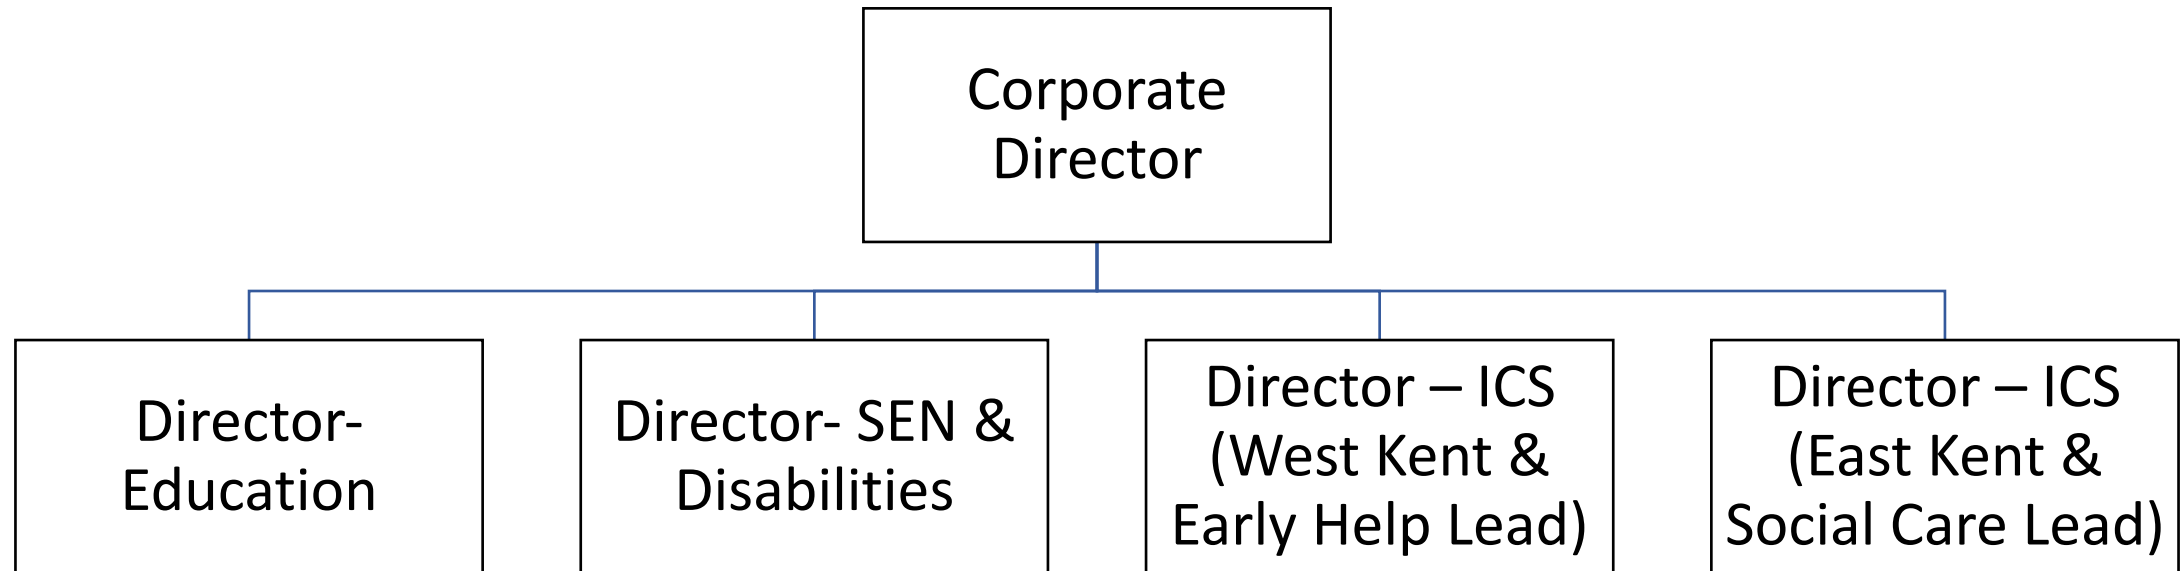 Corporate
Director
Director-
Education
Director- SEN &
Disabilities
Director – ICS
(West Kent &
Early Help Lead)
Director – ICS
(East Kent &
Social Care Lead)